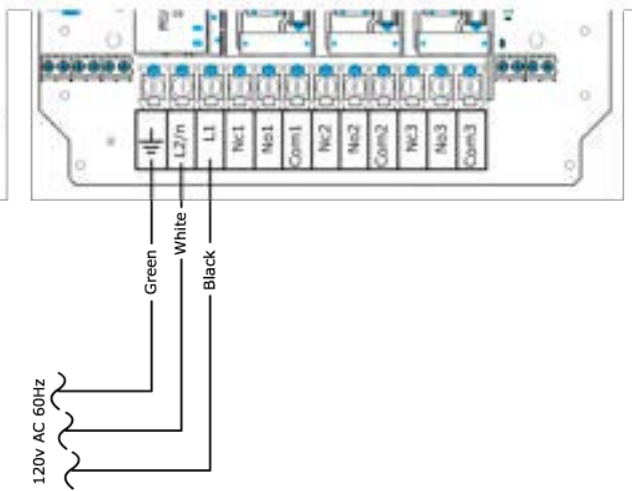 L2/n
L1
Nc1
No1
Com1
Nc2
No2
Com2
Nc3
No3
Com3
Green
White
Black
120v AC 60Hz